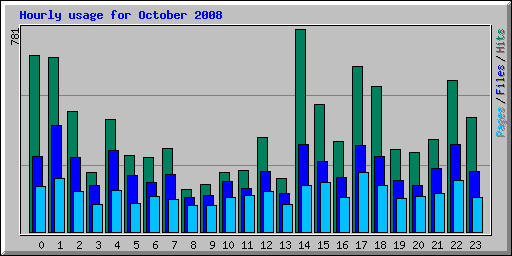 Hourly usage for October 2008
781
Pages / Files / Hits
0 1 2 3 4 5 6 7 8 9 10 11 12 13 14 15 16 17 18 19 20 21 22 23